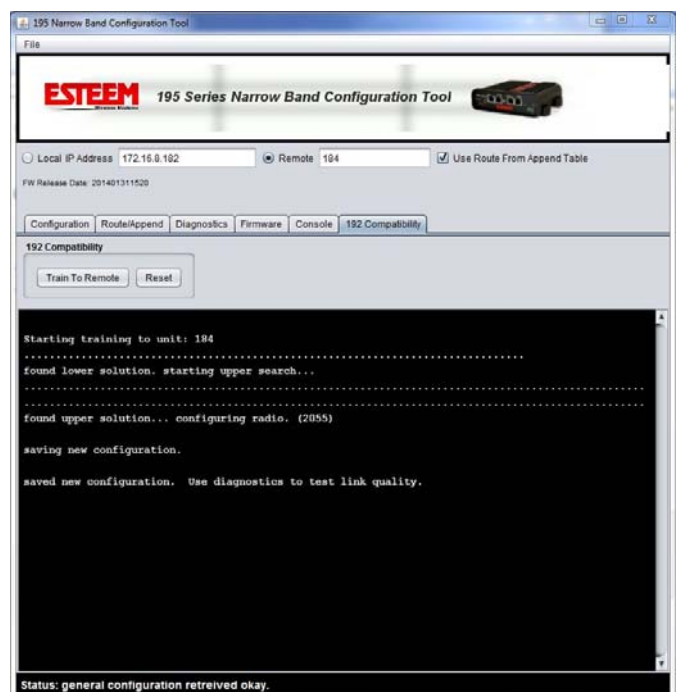 195 Narrow Band Configuration Tool
File
ESTEEM 195 Series Narrow Band Configuration Tool
Local IP Address 172.16.8.182 Remote 184 Use Route From Append Table
FW Release Date: 201401311520
Configuration Route/Append Diagnostics Firmware Console 192 Compatibility
192 Compatibility
Train To Remote Reset
Starting training to unit: 184
..............................................................................
found lower solution. starting upper search...
.................................................................................................
.................................................................................................
found upper solution... configuring radio. (2055)
saving new configuration.
saved new configuration. Use diagnostics to test link quality.
Status: general configuration retreived okay.